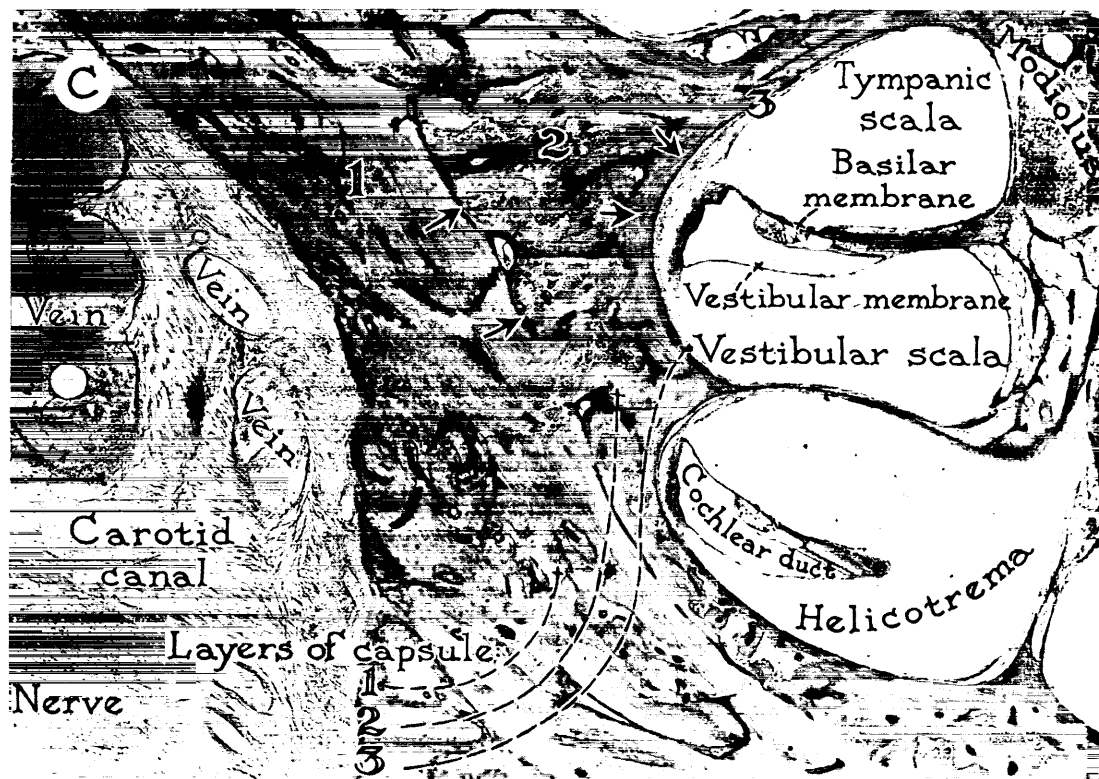 C
Modiolus
Tympanic
scala
3
2
Basilar
membrane
1
Vein
Vein
Vestibular membrane
Vestibular scala
Vein
Cochlear duct
Carotid
canal
Helicotrema
Layers of capsule
1
Nerve
2
3